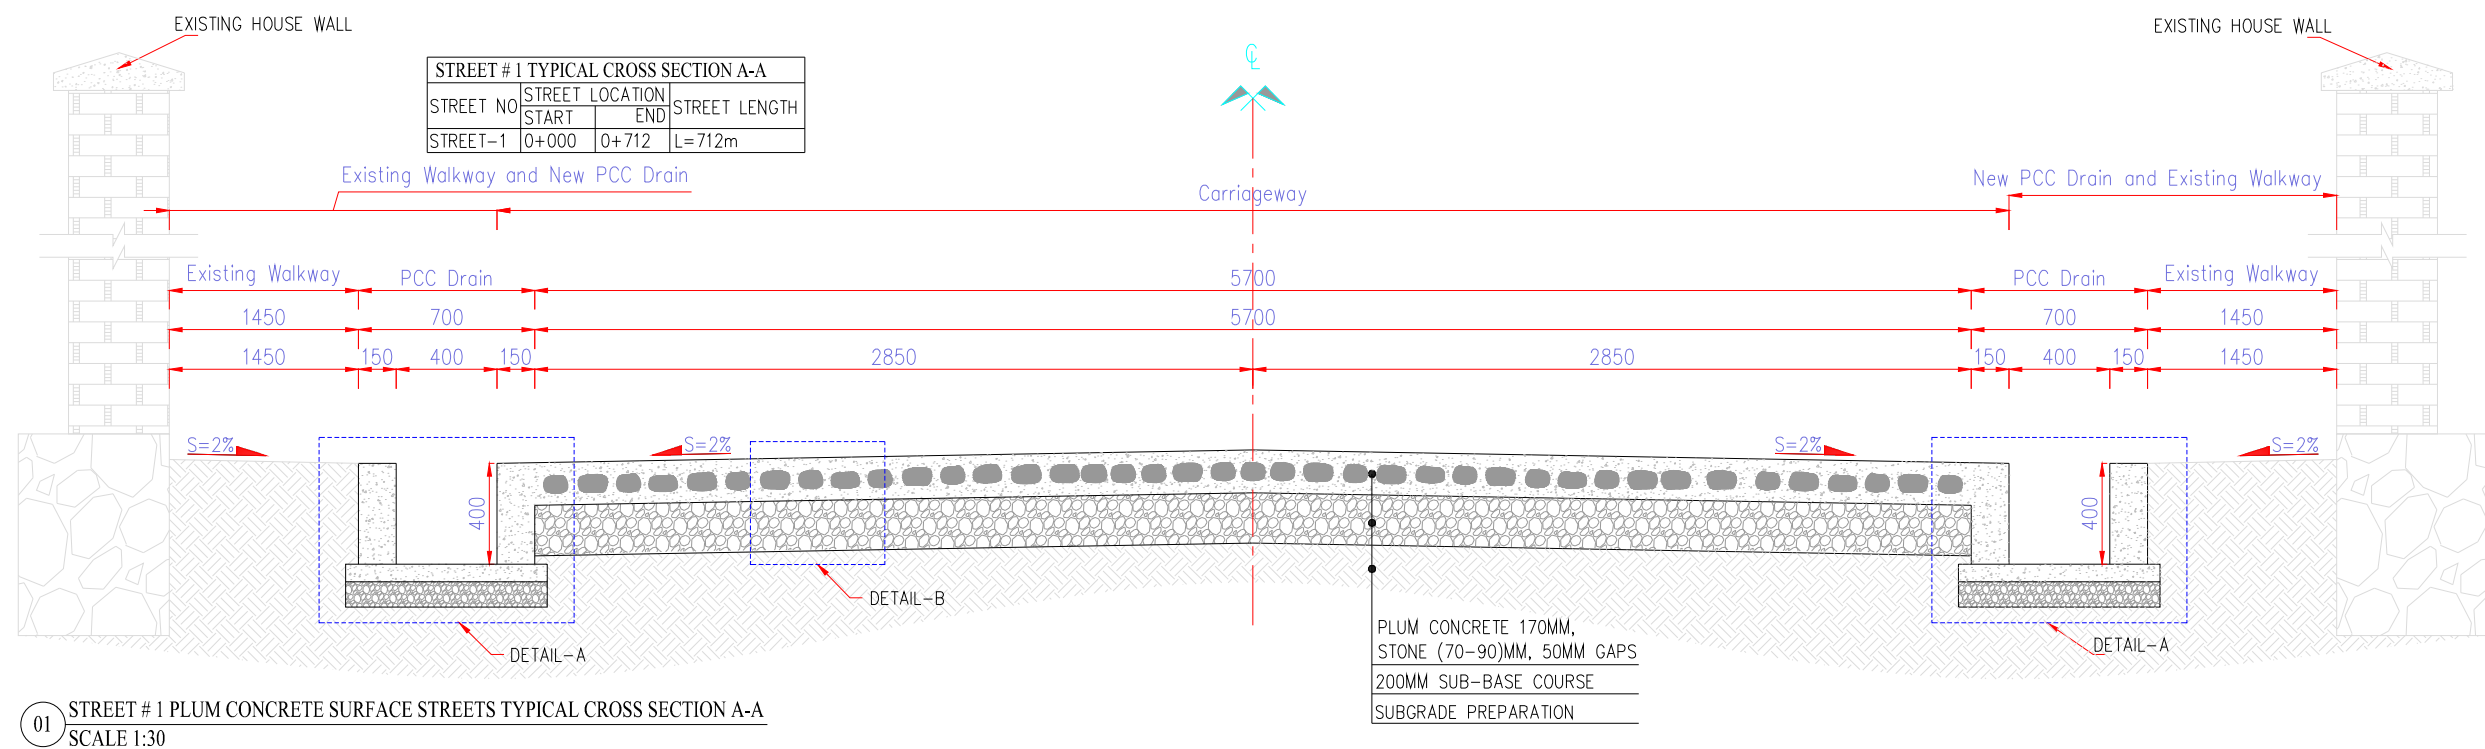 EXISTING HOUSE WALL
EXISTING HOUSE WALL
℄
STREET # 1 TYPICAL CROSS SECTION A-A
STREET NO
STREET LOCATION
STREET LENGTH
START
END
STREET-1
0+000
0+712
L=712m
Existing Walkway and New PCC Drain
Carriageway
New PCC Drain and Existing Walkway
Existing Walkway
PCC Drain
5700
PCC Drain
Existing Walkway
1450
700
5700
700
1450
1450
150
400
150
2850
2850
150
400
150
1450
S=2%
S=2%
S=2%
S=2%
400
400
DETAIL-B
DETAIL-A
DETAIL-A
PLUM CONCRETE 170MM,
STONE (70-90)MM, 50MM GAPS
200MM SUB-BASE COURSE
SUBGRADE PREPARATION
01
STREET # 1 PLUM CONCRETE SURFACE STREETS TYPICAL CROSS SECTION A-A
SCALE 1:30